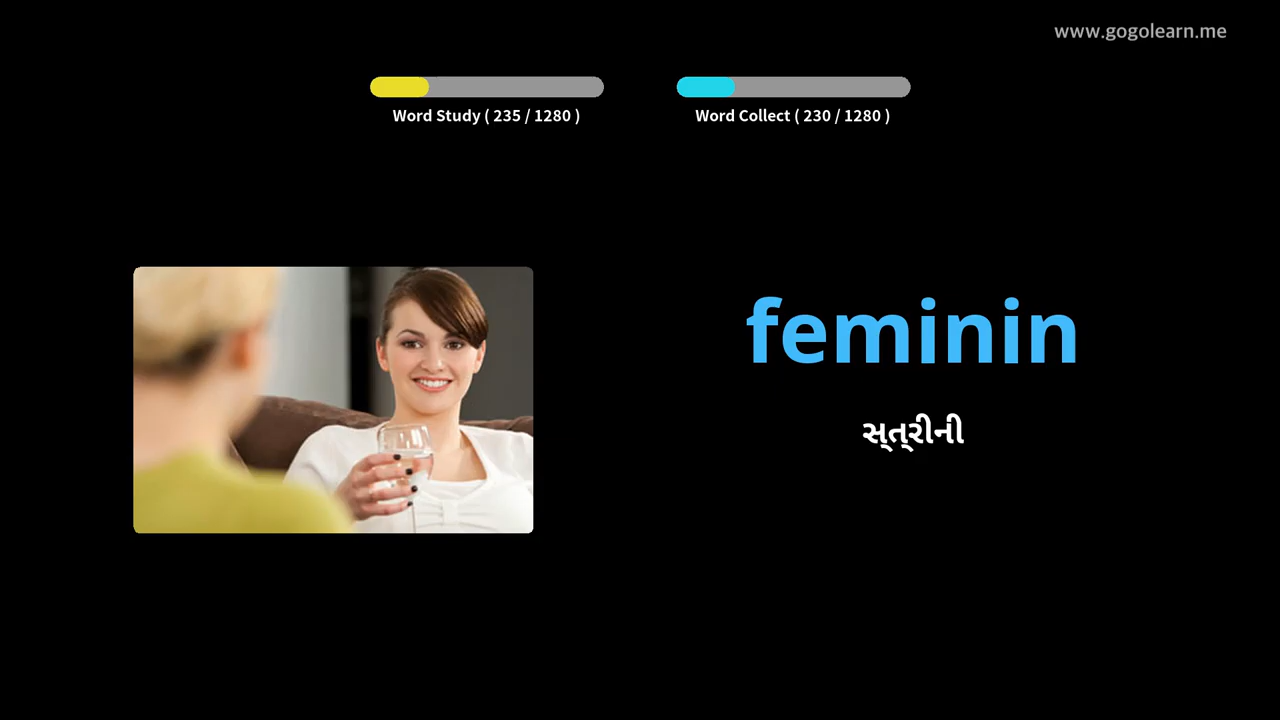 www.gogolearn.me
Word Study ( 235 / 1280 )
Word Collect ( 230 / 1280 )
feminin
સ્ત્રીની